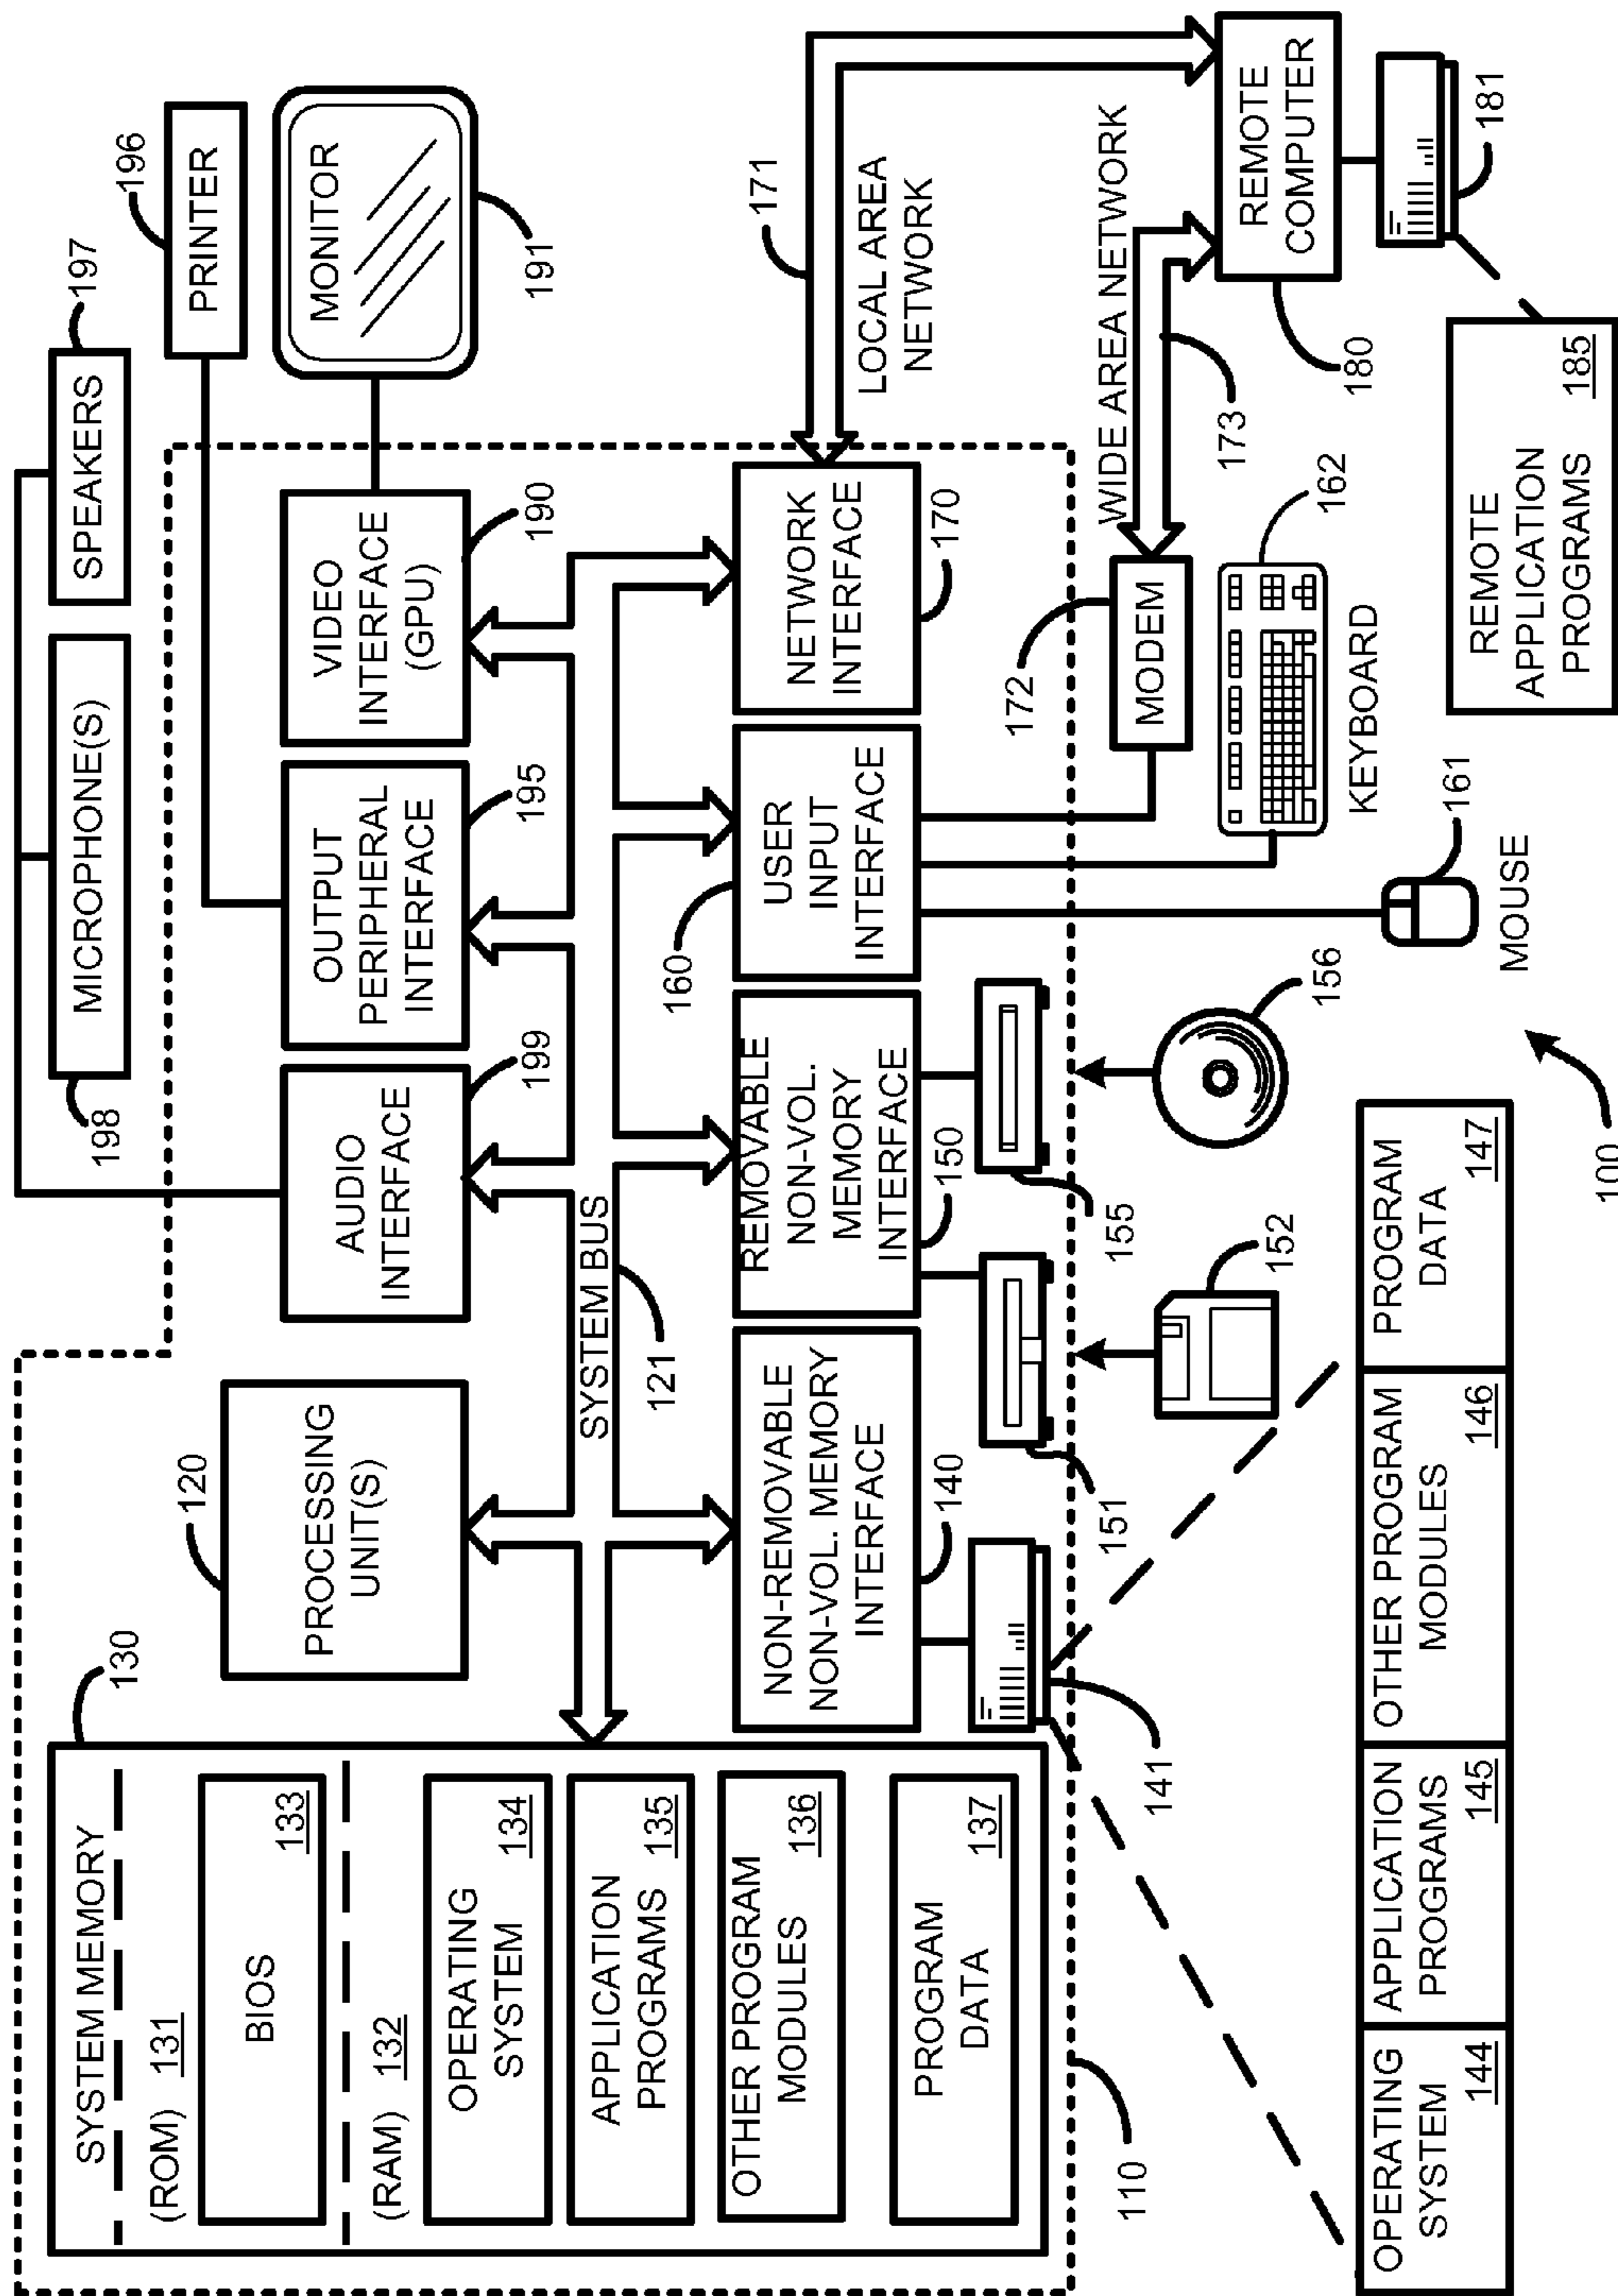 SYSTEM MEMORY
130
(ROM) 131
BIOS
133
(RAM) 132
OPERATING
SYSTEM
134
APPLICATION
PROGRAMS
135
OTHER PROGRAM
MODULES
136
PROGRAM
DATA
137
110
120
PROCESSING
UNIT(S)
198
MICROPHONE(S)
SPEAKERS
197
PRINTER
196
AUDIO
INTERFACE
199
OUTPUT
PERIPHERAL
INTERFACE
195
VIDEO
INTERFACE
(GPU)
190
MONITOR
191
SYSTEM BUS
121
NON-REMOVABLE
NON-VOL. MEMORY
INTERFACE
140
REMOVABLE
NON-VOL.
MEMORY
INTERFACE
150
160
USER
INPUT
INTERFACE
NETWORK
INTERFACE
170
171
LOCAL AREA
NETWORK
141
151
155
152
156
172
MODEM
WIDE AREA NETWORK
173
REMOTE
COMPUTER
180
181
162
KEYBOARD
161
MOUSE
REMOTE
APPLICATION
PROGRAMS
185
OPERATING
SYSTEM
144
APPLICATION
PROGRAMS
145
OTHER PROGRAM
MODULES
146
PROGRAM
DATA
147
100